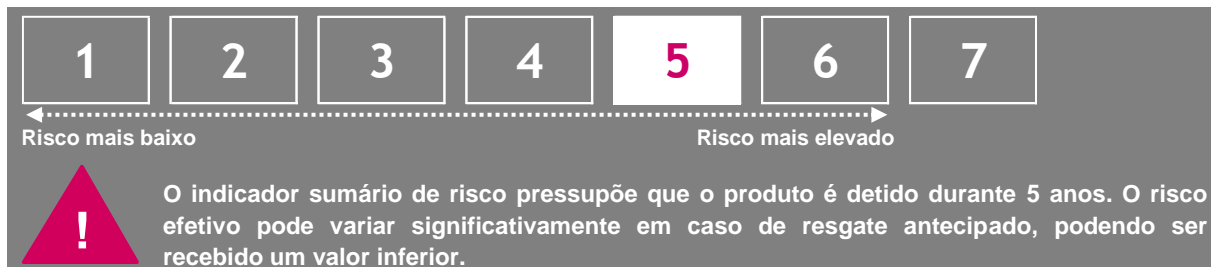 1 2 3 4 5 6 7
Risco mais baixo Risco mais elevado
! O indicador sumário de risco pressupõe que o produto é detido durante 5 anos. O risco
efetivo pode variar significativamente em caso de resgate antecipado, podendo ser
recebido um valor inferior.